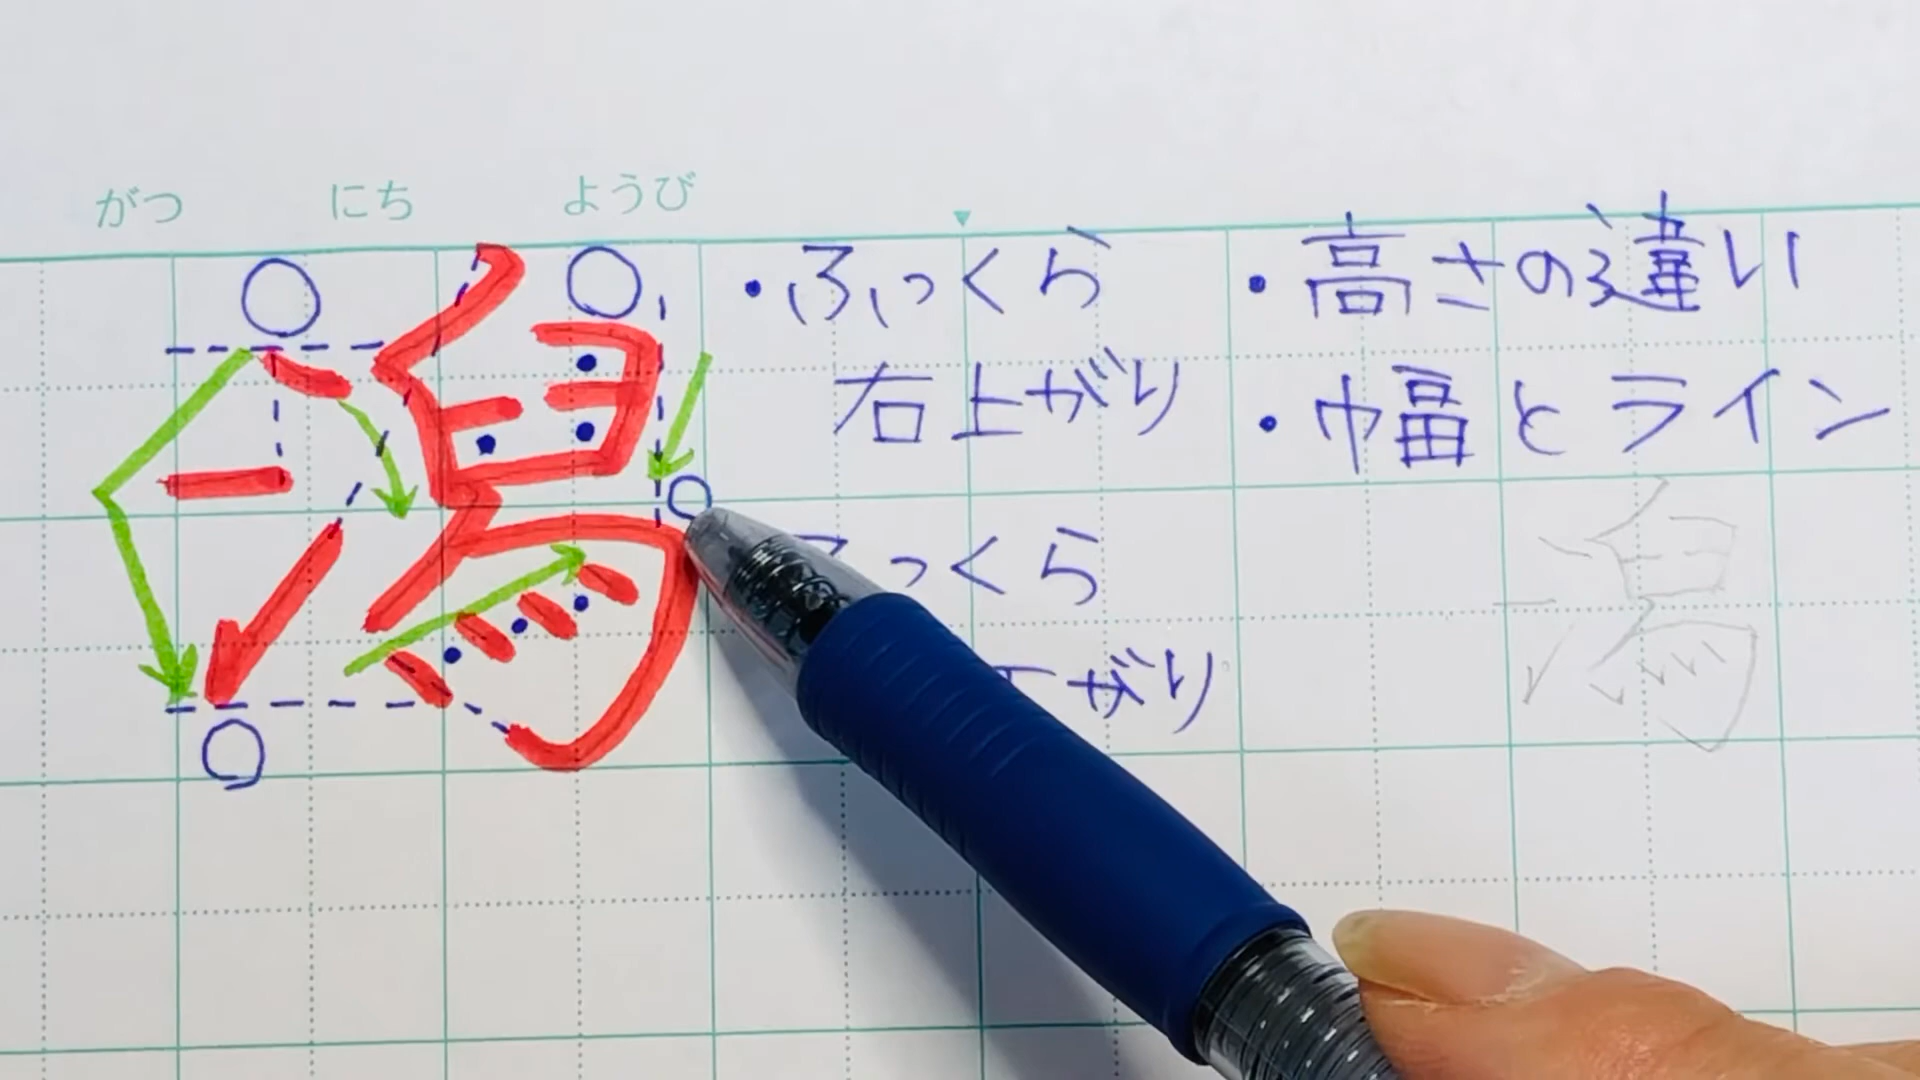 がつ にち ようび
潟
・ふっくら
右上がり
ふっくら
がり
・高さの違い
・幅とライン
潟